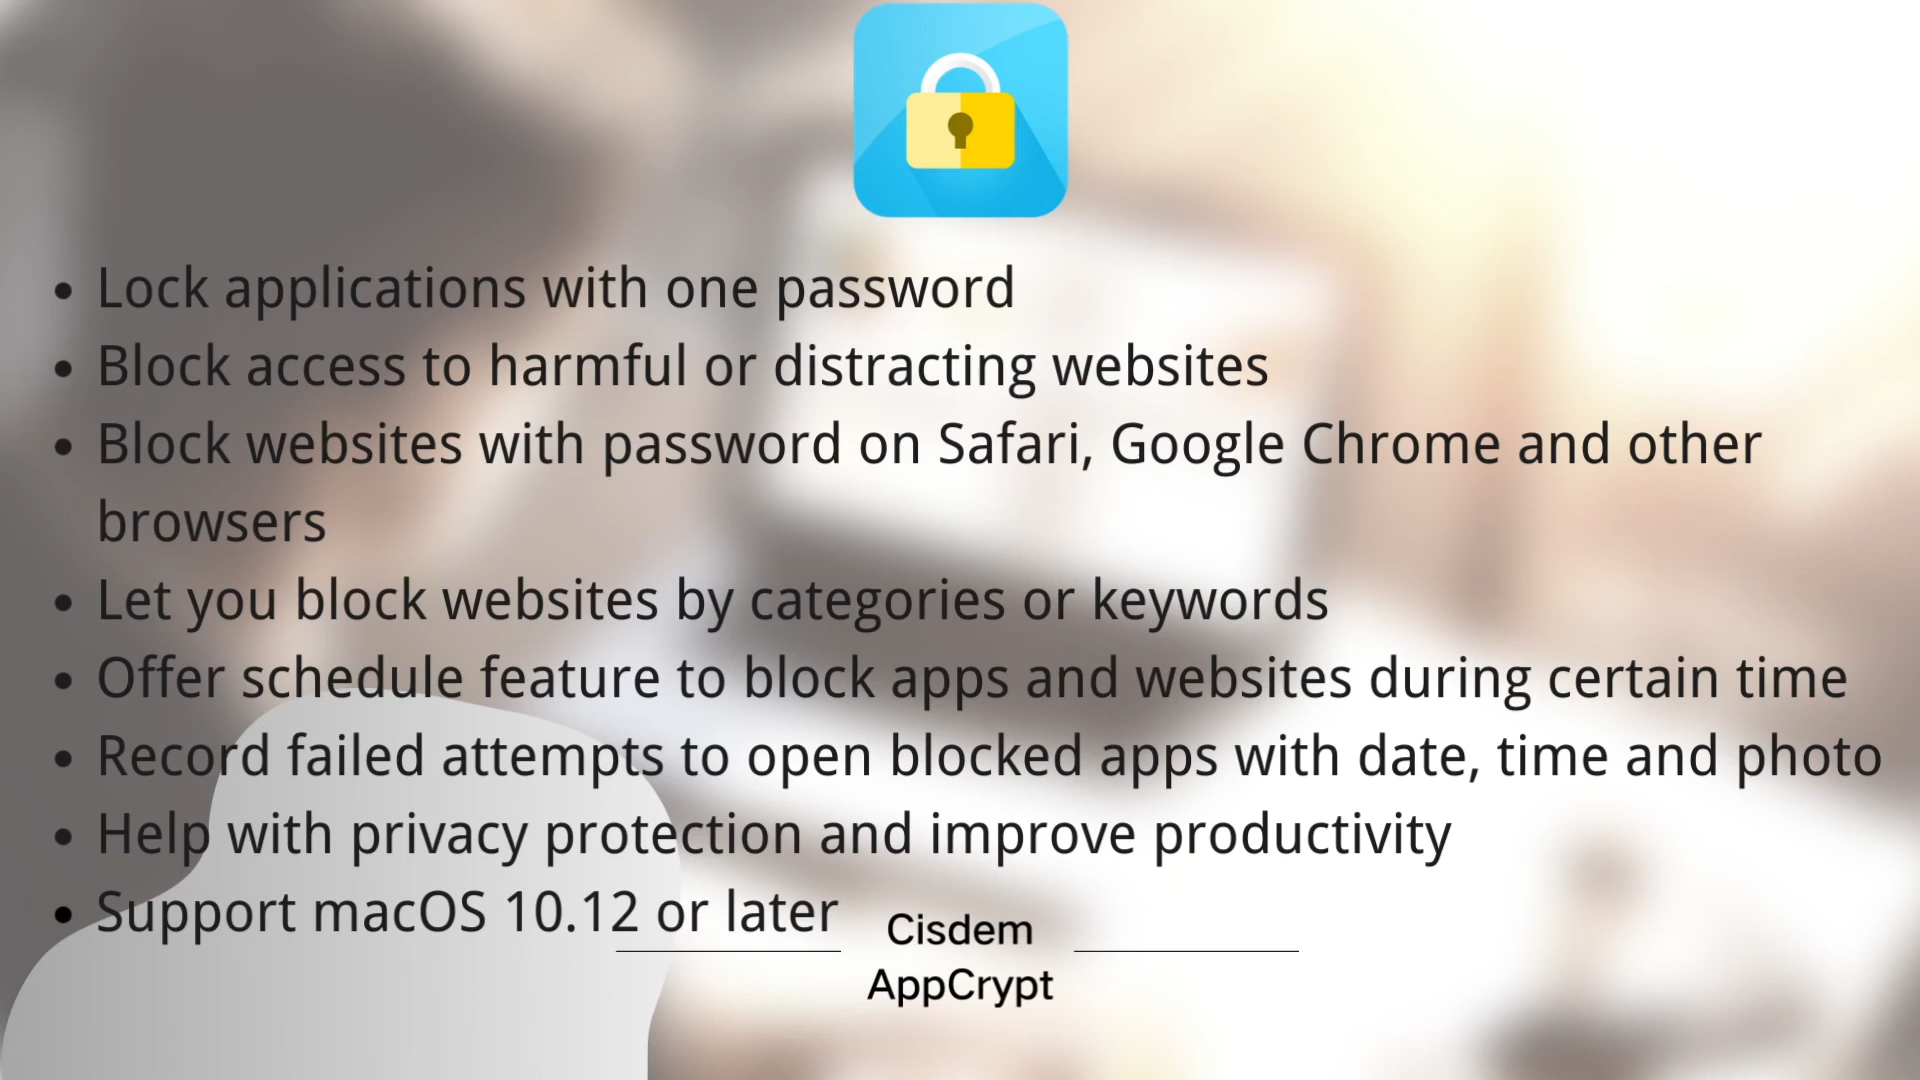 • Lock applications with one password
• Block access to harmful or distracting websites
• Block websites with password on Safari, Google Chrome and other
browsers
• Let you block websites by categories or keywords
• Offer schedule feature to block apps and websites during certain time
• Record failed attempts to open blocked apps with date, time and photo
• Help with privacy protection and improve productivity
• Support macOS 10.12 or later
Cisdem
AppCrypt